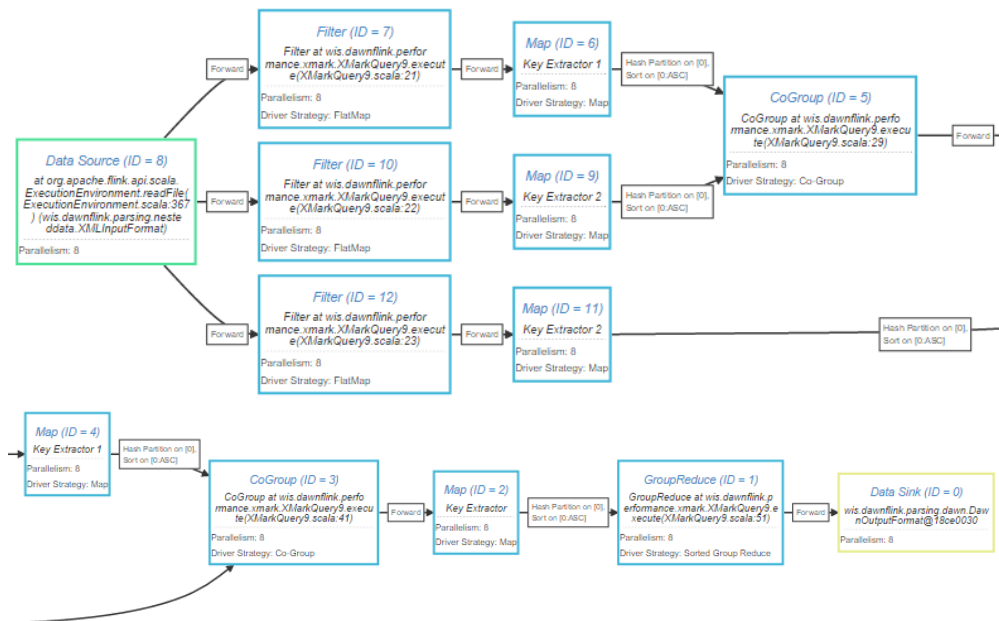 Filter (ID = 7)
Filter at wis.dawnflink.perfor
mance.xmark.XMarkQuery9.execut
e(XMarkQuery9.scala:21)
Parallelism: 8
Driver Strategy: FlatMap
Forward
Forward
Map (ID = 6)
Key Extractor 1
Parallelism: 8
Driver Strategy: Map
Hash Partition on [0],
Sort on [0:ASC]
CoGroup (ID = 5)
CoGroup at wis.dawnflink.perfo
rmance.xmark.XMarkQuery9.execu
te(XMarkQuery9.scala:29)
Parallelism: 8
Driver Strategy: Co-Group
Forward
Data Source (ID = 8)
at org.apache.flink.api.scala.
ExecutionEnvironment.readFile(
ExecutionEnvironment.scala:367
) (wis.dawnflink.parsing.neste
ddata.XMLInputFormat)
Parallelism: 8
Forward
Filter (ID = 10)
Filter at wis.dawnflink.perfor
mance.xmark.XMarkQuery9.execut
e(XMarkQuery9.scala:22)
Parallelism: 8
Driver Strategy: FlatMap
Forward
Map (ID = 9)
Key Extractor 2
Parallelism: 8
Driver Strategy: Map
Hash Partition on [0],
Sort on [0:ASC]
Forward
Filter (ID = 12)
Filter at wis.dawnflink.perfor
mance.xmark.XMarkQuery9.execut
e(XMarkQuery9.scala:23)
Parallelism: 8
Driver Strategy: FlatMap
Forward
Map (ID = 11)
Key Extractor 2
Parallelism: 8
Driver Strategy: Map
Hash Partition on [0],
Sort on [0:ASC]
Map (ID = 4)
Key Extractor 1
Parallelism: 8
Driver Strategy: Map
Hash Partition on [0],
Sort on [0:ASC]
CoGroup (ID = 3)
CoGroup at wis.dawnflink.perfo
rmance.xmark.XMarkQuery9.execu
te(XMarkQuery9.scala:41)
Parallelism: 8
Driver Strategy: Co-Group
Forward
Map (ID = 2)
Key Extractor
Parallelism: 8
Driver Strategy: Map
Hash Partition on [0],
Sort on [0:ASC]
GroupReduce (ID = 1)
GroupReduce at wis.dawnflink.p
erformance.xmark.XMarkQuery9.e
xecute(XMarkQuery9.scala:51)
Parallelism: 8
Driver Strategy: Sorted Group Reduce
Forward
Data Sink (ID = 0)
wis.dawnflink.parsing.dawn.Daw
nOutputFormat@18ce0030
Parallelism: 8